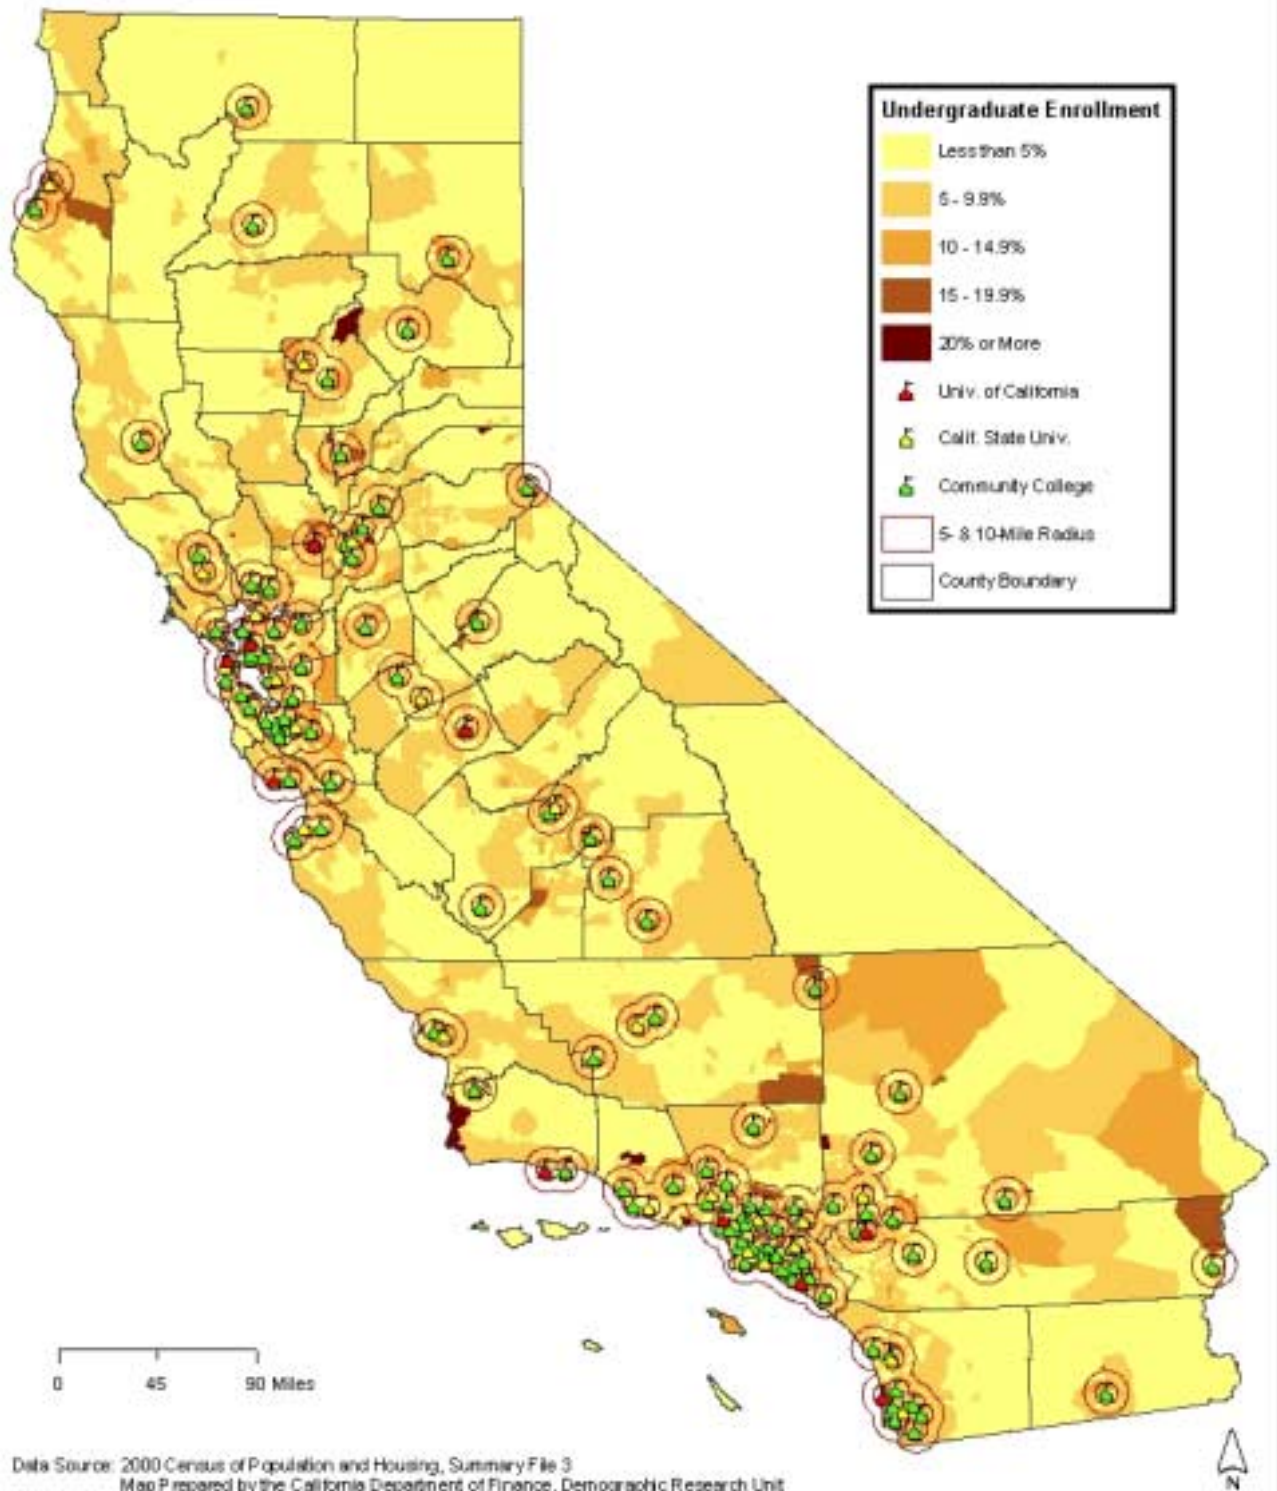 Undergraduate Enrollment
Less than 5%
5 - 9.9%
10 - 14.9%
15 - 19.9%
20% or More
Univ. of California
Calif. State Univ.
Community College
5- & 10-Mile Radius
County Boundary
0 45 90 Miles
N
Data Source: 2000 Census of Population and Housing, Summary File 3
Map Prepared by the California Department of Finance, Demographic Research Unit